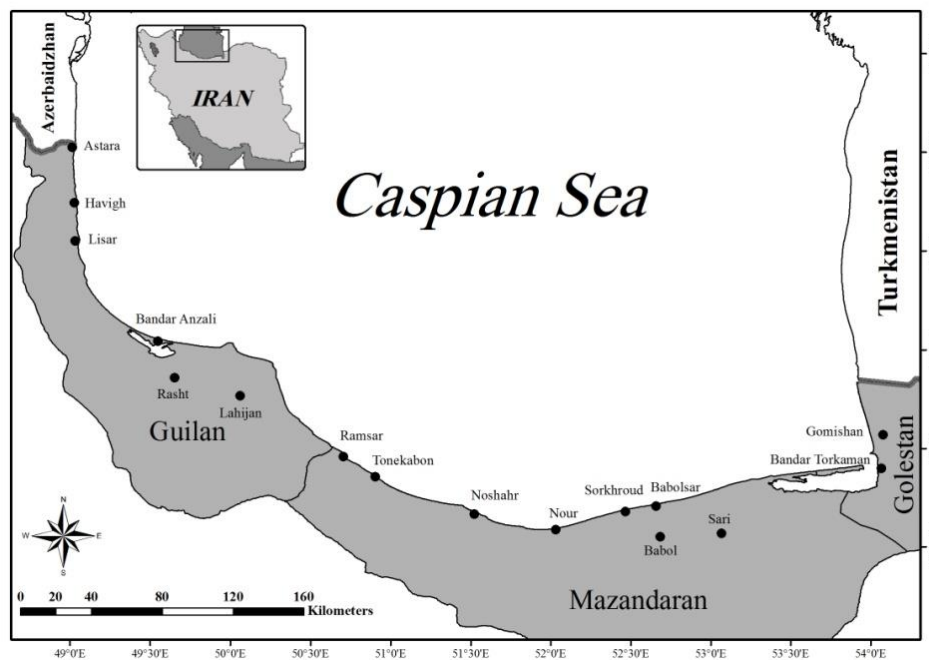 Azerbaidzhan
IRAN
Astara
Caspian Sea
Havigh
Turkmenistan
Lisar
Bandar Anzali
Rasht
Lahijan
Guilan
Ramsar
Gomishan
Tonekabon
Bandar Torkaman
Golestan
Noshahr
Sorkhroud
Babolsar
Nour
Sari
Babol
N
W
E
S
Mazandaran
0 20 40 80 120 160
Kilometers
49°0'E 49°30'E 50°0'E 50°30'E 51°0'E 51°30'E 52°0'E 52°30'E 53°0'E 53°30'E 54°0'E